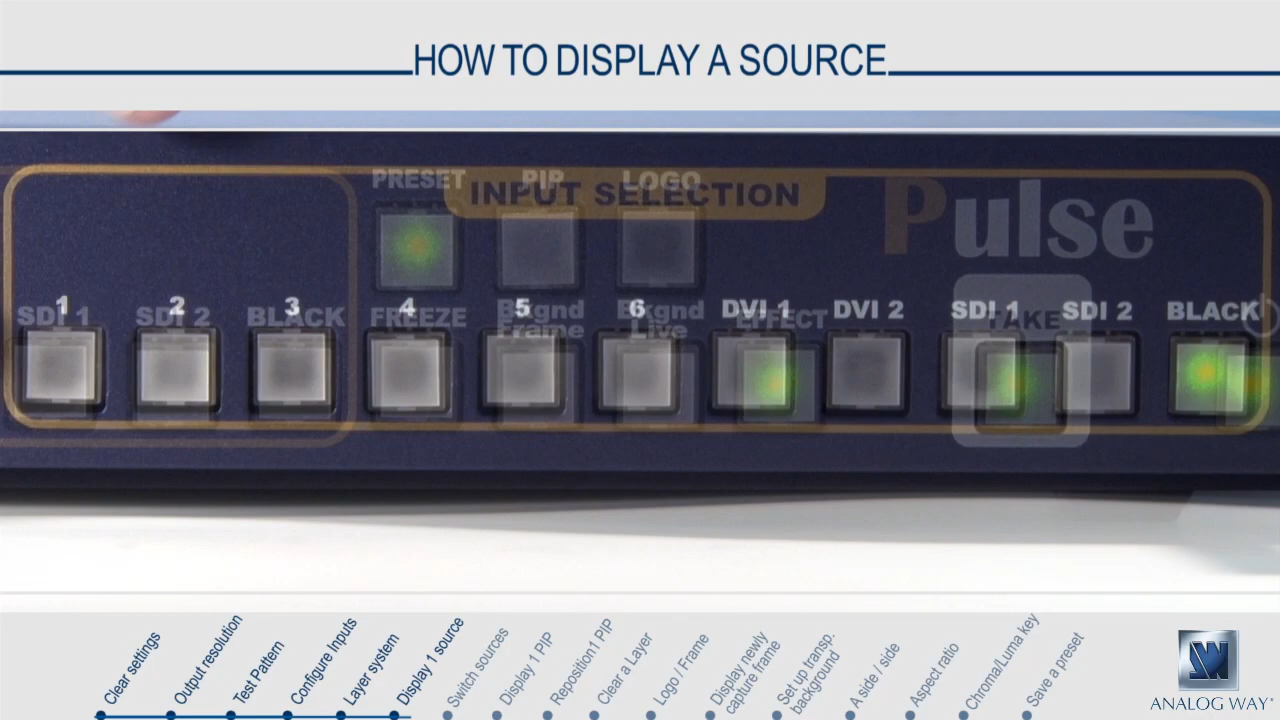 HOW TO DISPLAY A SOURCE
PRESET PIP LOGO
INPUT SELECTION
Pulse
1 2 3 4 5 6 DVI 1 DVI 2 SDI 1 SDI 2 BLACK
SDI 1 SDI 2 BLACK FREEZE Bkgnd Frame Bkgnd Live EFFECT TAKE
Clear settings
Output resolution
Test Pattern
Configure Inputs
Layer system
Display 1 source
Switch sources
Display 1 PIP
Reposition1 PIP
Clear a Layer
Logo / Frame
Display newly
capture frame
Set up transp.
background
A side / side
Aspect ratio
Chroma/Luma key
Save a preset
ANALOG WAY®